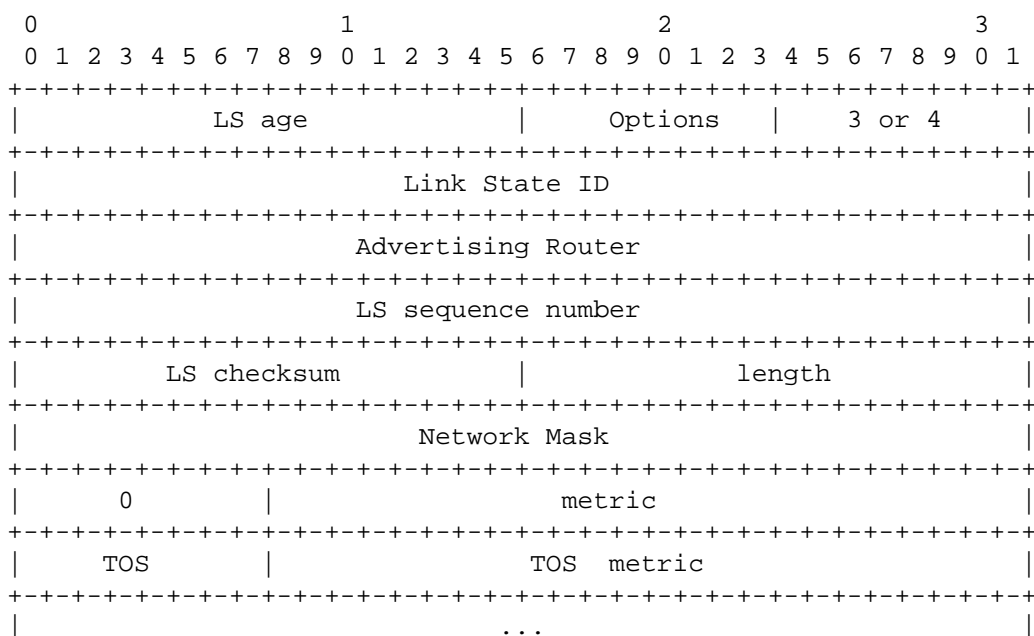 0                   1                   2                   3
0 1 2 3 4 5 6 7 8 9 0 1 2 3 4 5 6 7 8 9 0 1 2 3 4 5 6 7 8 9 0 1
+-+-+-+-+-+-+-+-+-+-+-+-+-+-+-+-+-+-+-+-+-+-+-+-+-+-+-+-+-+-+-+-+
|            LS age             |     Options   |    3 or 4     |
+-+-+-+-+-+-+-+-+-+-+-+-+-+-+-+-+-+-+-+-+-+-+-+-+-+-+-+-+-+-+-+-+
|                        Link State ID                          |
+-+-+-+-+-+-+-+-+-+-+-+-+-+-+-+-+-+-+-+-+-+-+-+-+-+-+-+-+-+-+-+-+
|                     Advertising Router                        |
+-+-+-+-+-+-+-+-+-+-+-+-+-+-+-+-+-+-+-+-+-+-+-+-+-+-+-+-+-+-+-+-+
|                     LS sequence number                        |
+-+-+-+-+-+-+-+-+-+-+-+-+-+-+-+-+-+-+-+-+-+-+-+-+-+-+-+-+-+-+-+-+
|         LS checksum           |             length            |
+-+-+-+-+-+-+-+-+-+-+-+-+-+-+-+-+-+-+-+-+-+-+-+-+-+-+-+-+-+-+-+-+
|                         Network Mask                          |
+-+-+-+-+-+-+-+-+-+-+-+-+-+-+-+-+-+-+-+-+-+-+-+-+-+-+-+-+-+-+-+-+
|      0        |                  metric                       |
+-+-+-+-+-+-+-+-+-+-+-+-+-+-+-+-+-+-+-+-+-+-+-+-+-+-+-+-+-+-+-+-+
|     TOS       |                TOS  metric                    |
+-+-+-+-+-+-+-+-+-+-+-+-+-+-+-+-+-+-+-+-+-+-+-+-+-+-+-+-+-+-+-+-+
|                              ...                              |